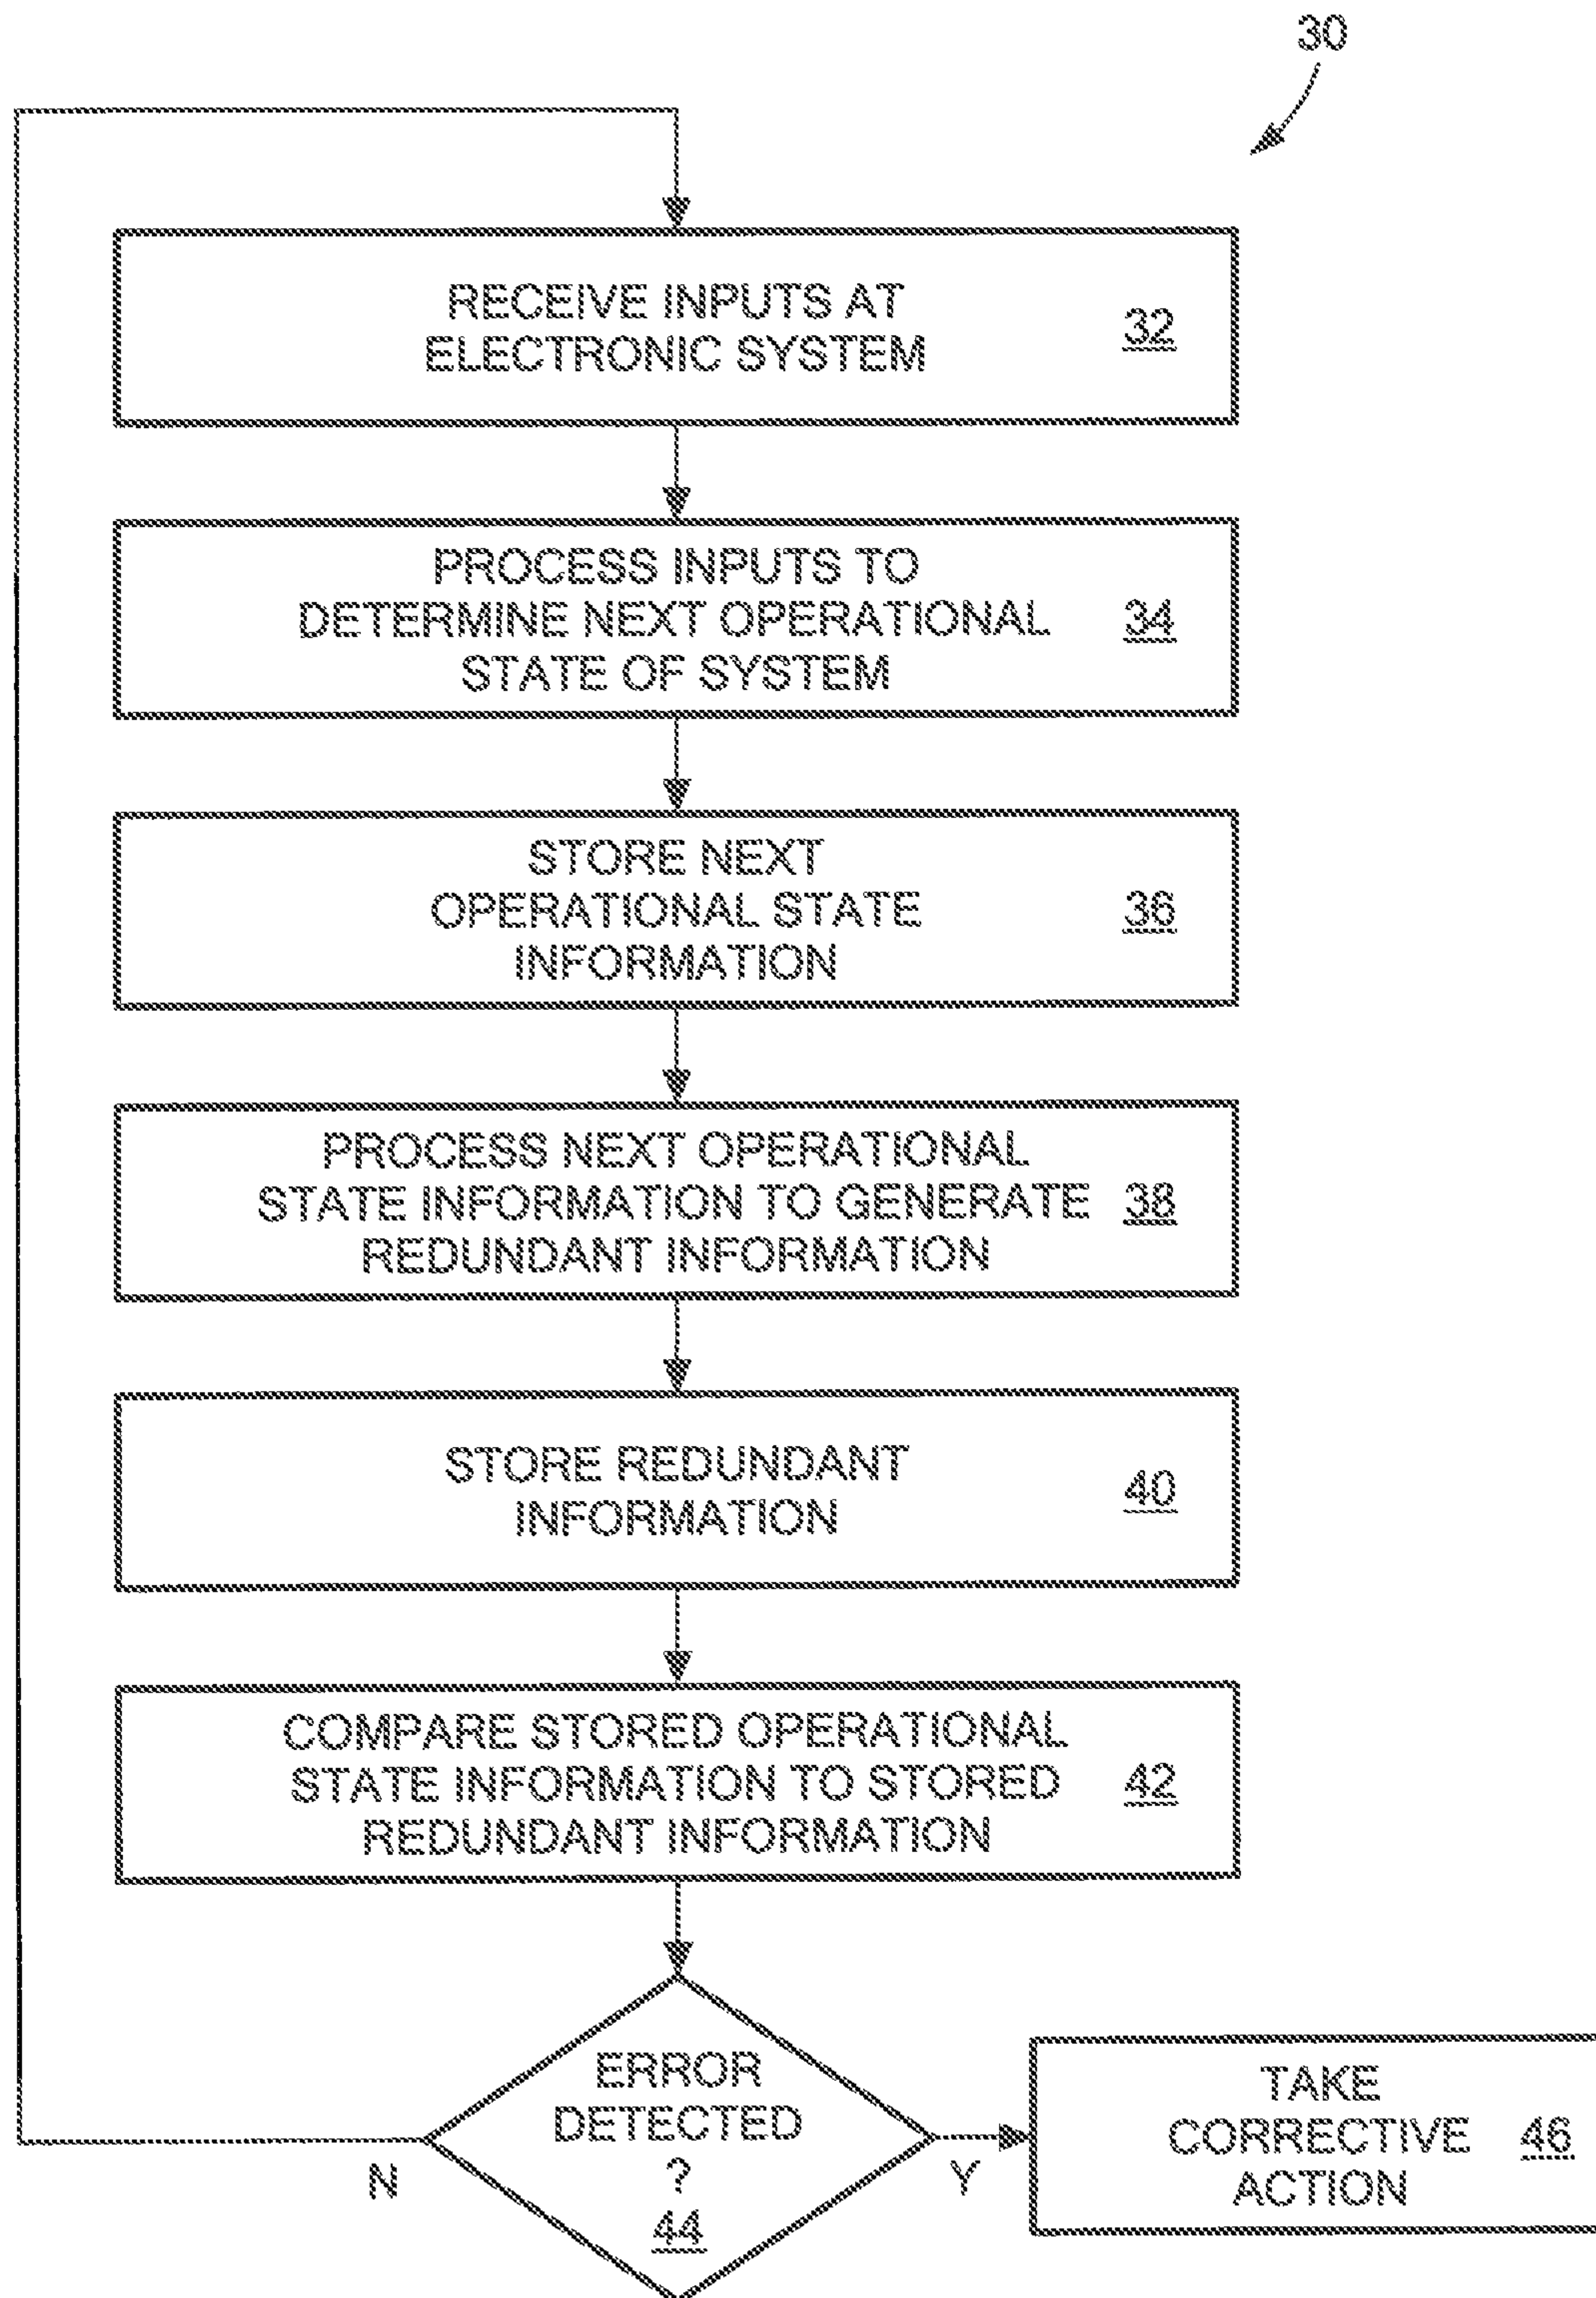 30
RECEIVE INPUTS AT
ELECTRONIC SYSTEM
32
PROCESS INPUTS TO
DETERMINE NEXT OPERATIONAL
STATE OF SYSTEM
34
STORE NEXT
OPERATIONAL STATE
INFORMATION
36
PROCESS NEXT OPERATIONAL
STATE INFORMATION TO GENERATE
REDUNDANT INFORMATION
38
STORE REDUNDANT
INFORMATION
40
COMPARE STORED OPERATIONAL
STATE INFORMATION TO STORED
REDUNDANT INFORMATION
42
ERROR
DETECTED
?
44
N
Y
TAKE
CORRECTIVE
ACTION
46